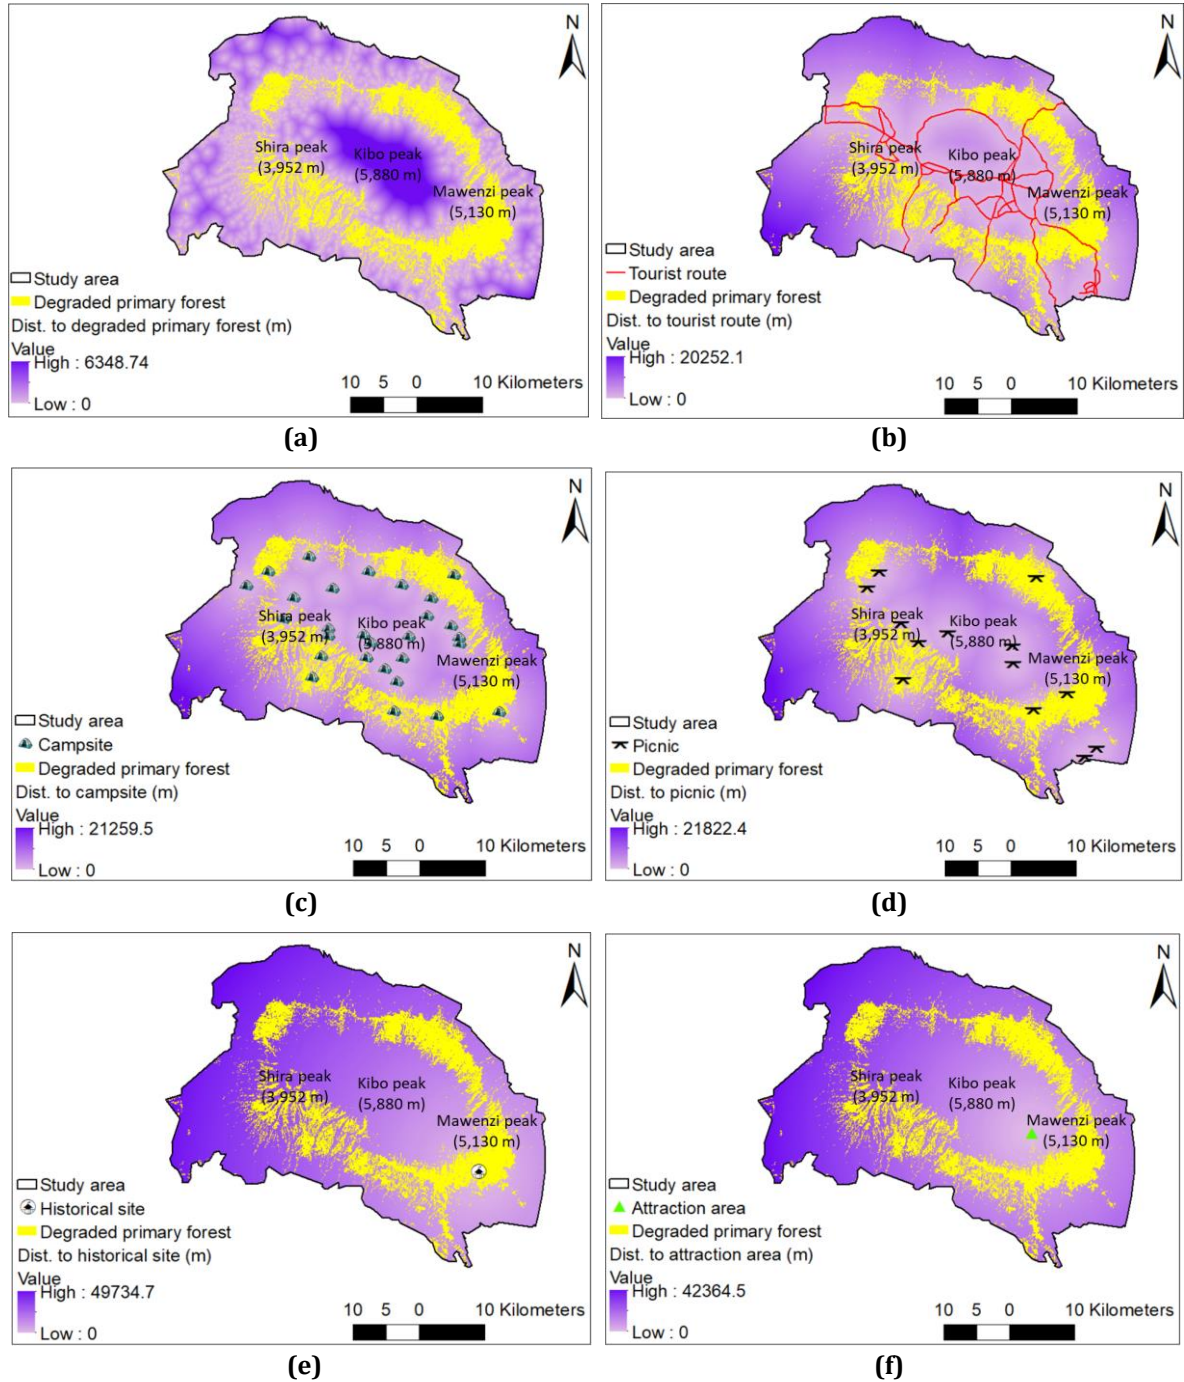 N
Shira peak
(3,952 m)
Kibo peak
(5,880 m)
Mawenzi peak
(5,130 m)
Study area
Degraded primary forest
Dist. to degraded primary forest (m)
Value
High : 6348.74
Low : 0
10 5 0 10 Kilometers
(a)
N
Shira peak
(3,952 m)
Kibo peak
(5,880 m)
Mawenzi peak
(5,130 m)
Study area
Tourist route
Degraded primary forest
Dist. to tourist route (m)
Value
High : 20252.1
Low : 0
10 5 0 10 Kilometers
(b)
N
Shira peak
(3,952 m)
Kibo peak
(5,880 m)
Mawenzi peak
(5,130 m)
Study area
Campsite
Degraded primary forest
Dist. to campsite (m)
Value
High : 21259.5
Low : 0
10 5 0 10 Kilometers
(c)
N
Shira peak
(3,952 m)
Kibo peak
(5,880 m)
Mawenzi peak
(5,130 m)
Study area
Picnic
Degraded primary forest
Dist. to picnic (m)
Value
High : 21822.4
Low : 0
10 5 0 10 Kilometers
(d)
N
Shira peak
(3,952 m)
Kibo peak
(5,880 m)
Mawenzi peak
(5,130 m)
Study area
Historical site
Degraded primary forest
Dist. to historical site (m)
Value
High : 49734.7
Low : 0
10 5 0 10 Kilometers
(e)
N
Shira peak
(3,952 m)
Kibo peak
(5,880 m)
Mawenzi peak
(5,130 m)
Study area
Attraction area
Degraded primary forest
Dist. to attraction area (m)
Value
High : 42364.5
Low : 0
10 5 0 10 Kilometers
(f)